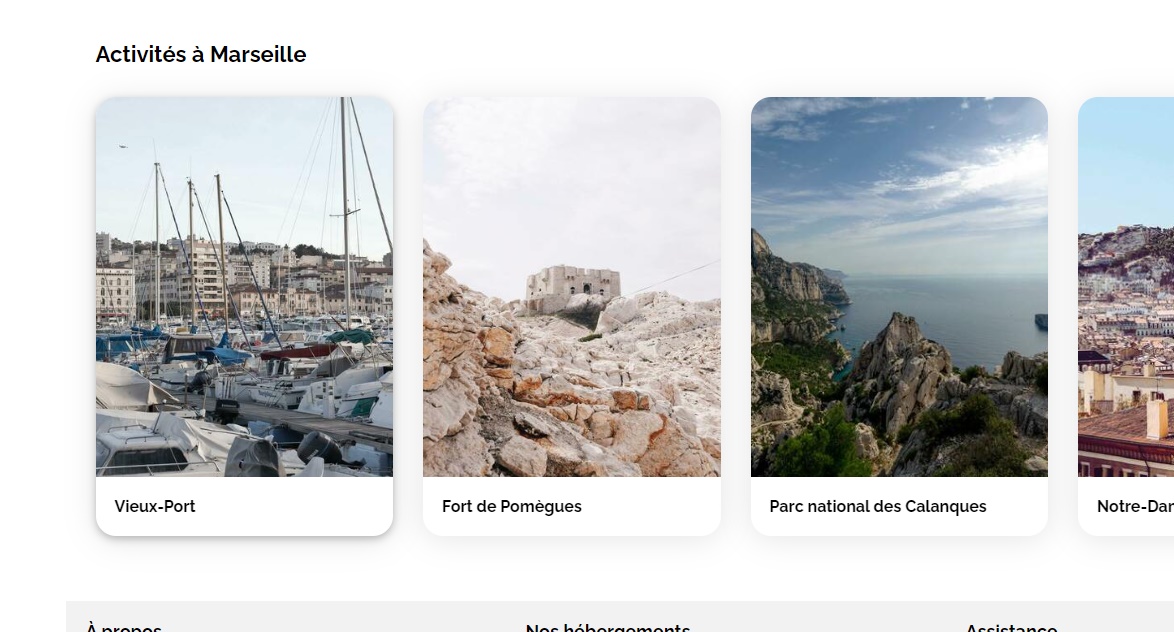 Activités à Marseille
Vieux-Port
Fort de Pomègues
Parc national des Calanques
Notre-Dar
À propos
Nos hébergements
Assistance